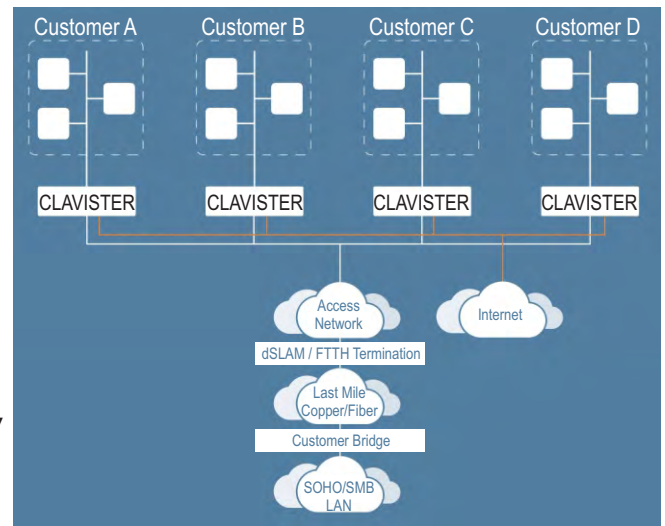 Customer A
Customer B
Customer C
Customer D
CLAVISTER
CLAVISTER
CLAVISTER
CLAVISTER
Access
Network
Internet
dSLAM / FTTH Termination
Last Mile
Copper/Fiber
Customer Bridge
SOHO/SMB
LAN